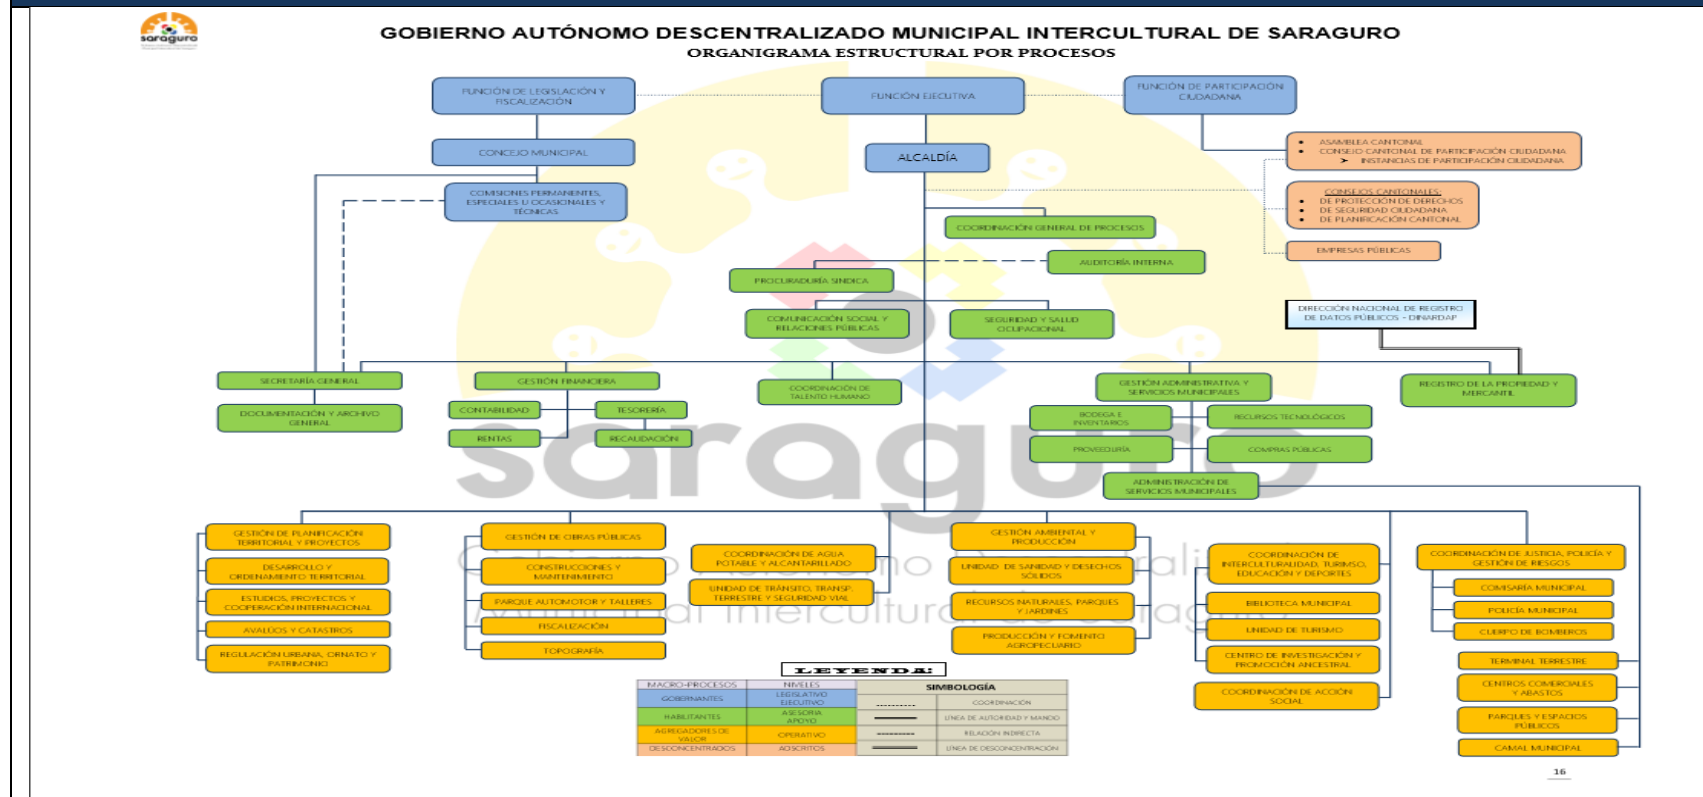 saraguro
GOBIERNO AUTÓNOMO DESCENTRALIZADO MUNICIPAL INTERCULTURAL DE SARAGURO
ORGANIGRAMA ESTRUCTURAL POR PROCESOS
FUNCIÓN DE LEGISLACIÓN Y
FISCALIZACIÓN
FUNCIÓN EJECUTIVA
FUNCIÓN DE PARTICIPACIÓN
CIUDADANA
CONCEJO MUNICIPAL
ALCALDÍA
• ASAMBLEA CANTONAL
• CONSEJO CANTONAL DE PARTICIPACIÓN CIUDADANA
➤ INSTANCIAS DE PARTICIPACIÓN CIUDADANA
COMISIONES PERMANENTES,
ESPECIALES U OCASIONALES Y
TÉCNICAS
CONSEJOS CANTONALES:
• DE PROTECCIÓN DE DERECHOS
• DE SEGURIDAD CIUDADANA
• DE PLANIFICACIÓN CANTONAL
COORDINACIÓN GENERAL DE PROCESOS
EMPRESAS PÚBLICAS
AUDITORÍA INTERNA
PROCURADURÍA SINDICA
COMUNICACIÓN SOCIAL Y
RELACIONES PÚBLICAS
SEGURIDAD Y SALUD
OCUPACIONAL
DIRECCIÓN NACIONAL DE REGISTRO
DE DATOS PÚBLICOS - DINARDAP
SECRETARÍA GENERAL
GESTIÓN FINANCIERA
COORDINACIÓN DE
TALENTO HUMANO
GESTIÓN ADMINISTRATIVA Y
SERVICIOS MUNICIPALES
REGISTRO DE LA PROPIEDAD Y
MERCANTIL
DOCUMENTACIÓN Y ARCHIVO
GENERAL
CONTABILIDAD
TESORERÍA
BODEGA E
INVENTARIOS
RECURSOS TECNOLÓGICOS
RENTAS
RECAUDACIÓN
PROVEEDURÍA
COMPRAS PÚBLICAS
saraguro
ADMINISTRACIÓN DE
SERVICIOS MUNICIPALES
GESTIÓN DE PLANIFICACIÓN
TERRITORIAL Y PROYECTOS
DESARROLLO Y
ORDENAMIENTO TERRITORIAL
ESTUDIOS, PROYECTOS Y
COOPERACIÓN INTERNACIONAL
AVALÚOS Y CATASTROS
REGULACIÓN URBANA, ORNATO Y
PATRIMONIO
GESTIÓN DE OBRAS PÚBLICAS
CONSTRUCCIONES Y
MANTENIMIENTO
PARQUE AUTOMOTOR Y TALLERES
FISCALIZACIÓN
TOPOGRAFÍA
COORDINACIÓN DE AGUA
POTABLE Y ALCANTARILLADO
UNIDAD DE TRÁNSITO, TRANSP.
TERRESTRE Y SEGURIDAD VIAL
GESTIÓN AMBIENTAL Y
PRODUCCIÓN
UNIDAD DE SANIDAD Y DESECHOS
SÓLIDOS
RECURSOS NATURALES, PARQUES
Y JARDINES
PRODUCCIÓN Y FOMENTO
AGROPECUARIO
COORDINACIÓN DE
INTERCULTURALIDAD, TURIMSO,
EDUCACIÓN Y DEPORTES
BIBLIOTECA MUNICIPAL
UNIDAD DE TURISMO
CENTRO DE INVESTIGACIÓN Y
PROMOCIÓN ANCESTRAL
COORDINACIÓN DE ACCIÓN
SOCIAL
COORDINACIÓN DE JUSTICIA, POLICÍA Y
GESTIÓN DE RIESGOS
COMISARÍA MUNICIPAL
POLICÍA MUNICIPAL
CUERPO DE BOMBEROS
TERMINAL TERRESTRE
CENTROS COMERCIALES
Y ABASTOS
PARQUES Y ESPACIOS
PÚBLICOS
CAMAL MUNICIPAL
LEYENDA:
MACRO-PROCESOS NIVELES SIMBOLOGÍA
GOBERNANTES LEGISLATIVO
EJECUTIVO COORDINACIÓN
HABILITANTES ASESORIA
APOYO LÍNEA DE AUTORIDAD Y MANDO
AGREGADORES DE
VALOR OPERATIVO RELACIÓN INDIRECTA
DESCONCENTRADOS ADSCRITOS LÍNEA DE DESCONCENTRACIÓN
16